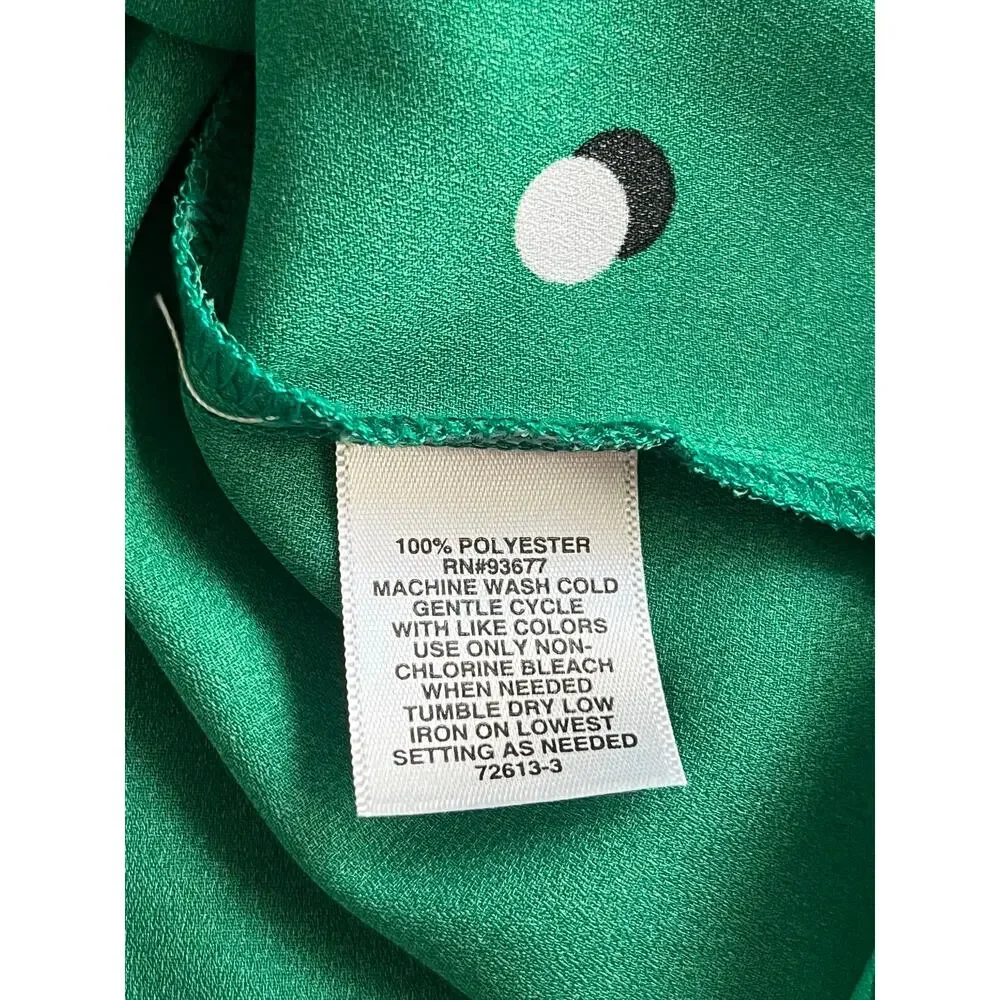 100% POLYESTER
RN#93677
MACHINE WASH COLD
GENTLE CYCLE
WITH LIKE COLORS
USE ONLY NON-
CHLORINE BLEACH
WHEN NEEDED
TUMBLE DRY LOW
IRON ON LOWEST
SETTING AS NEEDED
72613-3